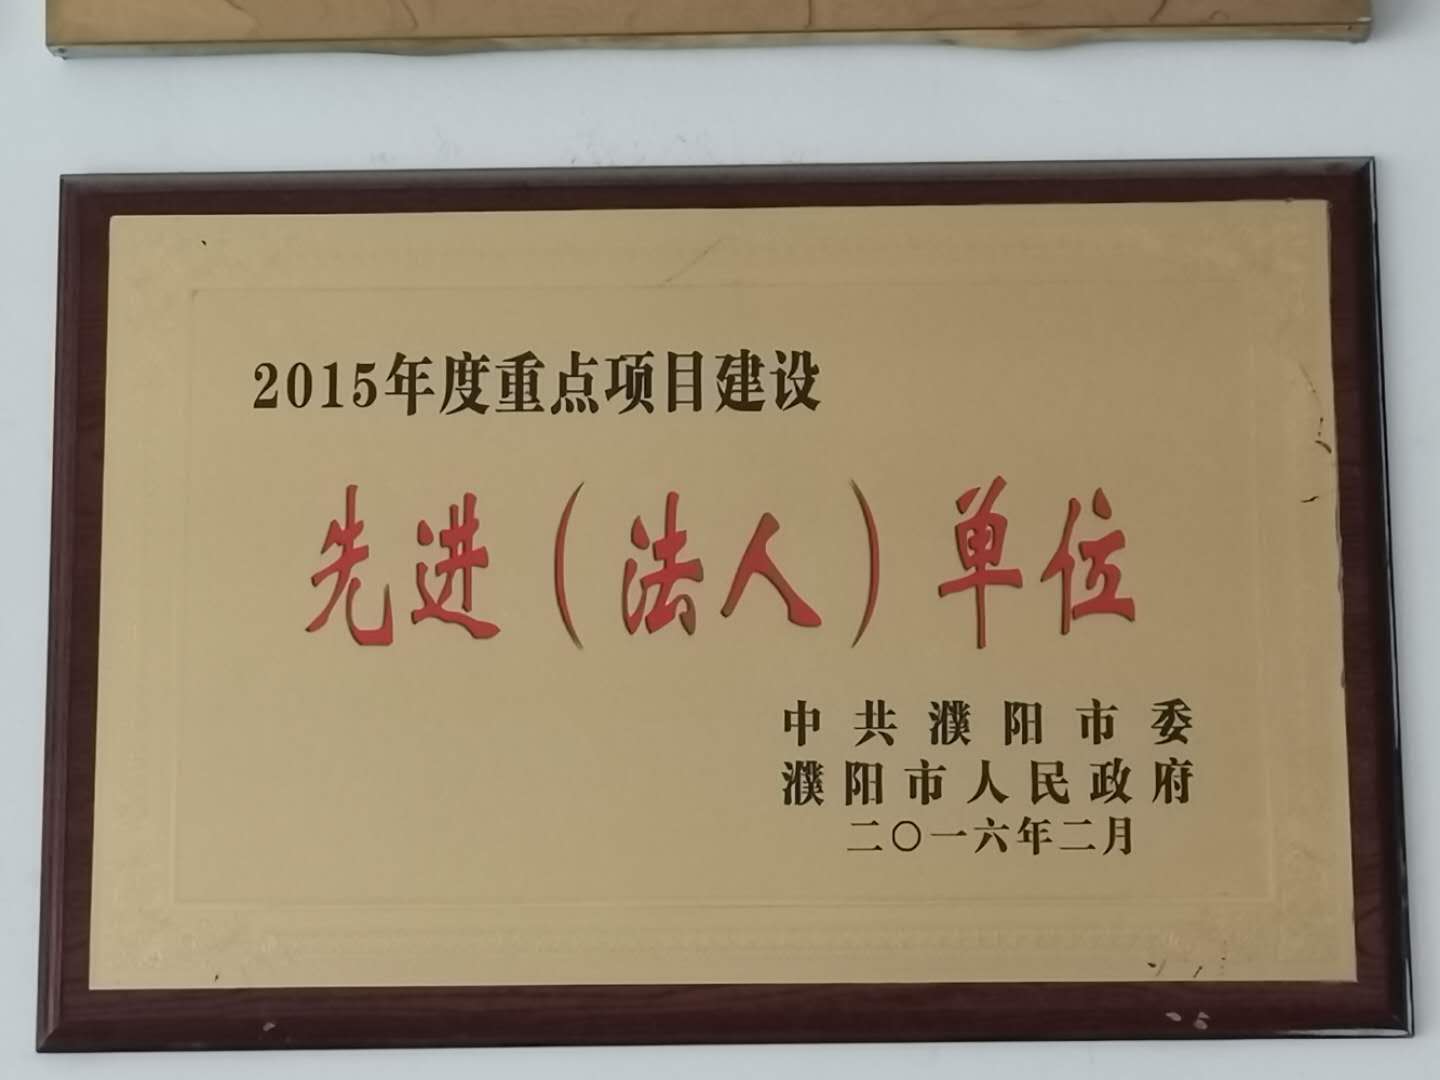 2015年度重点项目建设
先进（法人）单位
中共濮阳市委
濮阳市人民政府
二〇一六年二月